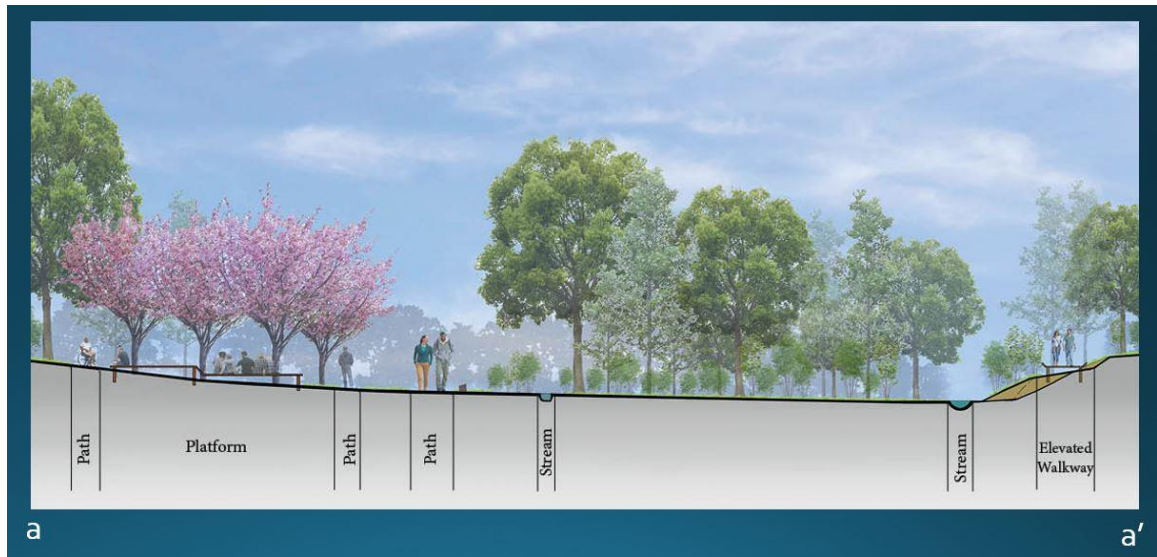 Path
Platform
Path
Path
Stream
Stream
Elevated
Walkway
a
a'